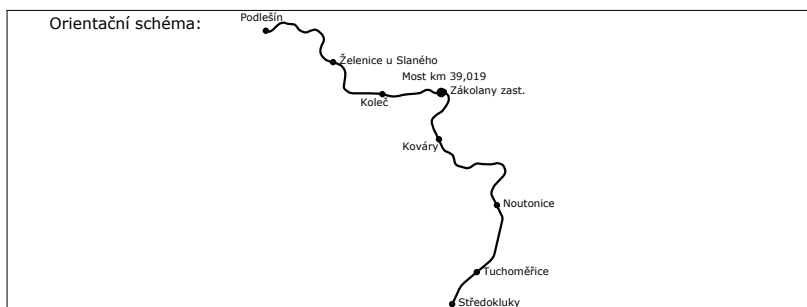 Orientační schéma:
Podlešín
Želenice u Slaného
Most km 39,019
Zákolany zast.
Koleč
Kováry
Noutonice
Tuchoměřice
Středokluky